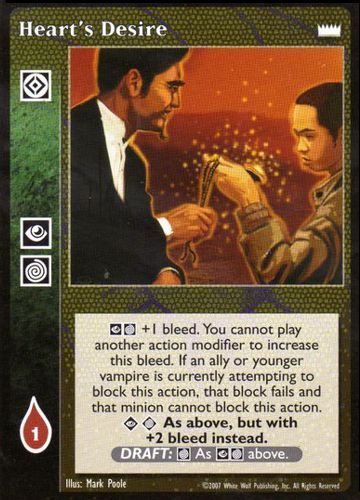 Heart's Desire
+1 bleed. You cannot play
another action modifier to increase
this bleed. If an ally or younger
vampire is currently attempting to
block this action, that block fails and
that minion cannot block this action.
As above, but with
+2 bleed instead.
DRAFT: As above.
1
Illus: Mark Poole ©2007 White Wolf Publishing, Inc. All Rights Reserved